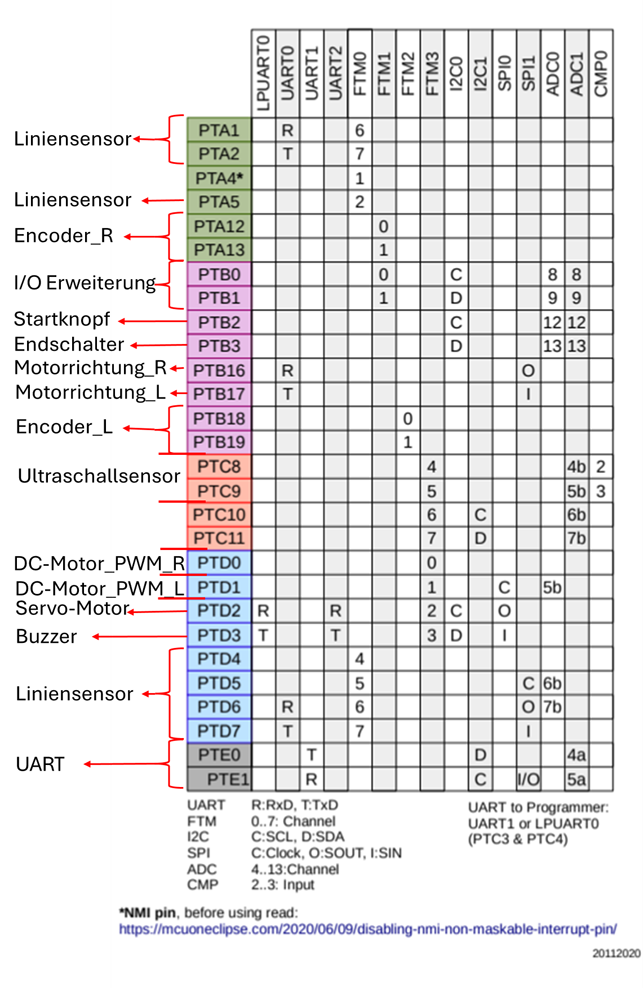 LPUART0 UART0 UART1 UART2 FTM0 FTM1 FTM2 FTM3 I2C0 I2C1 SPI0 SPI1 ADC0 ADC1 CMP0
Liniensensor
PTA1 R 6
PTA2 T 7
PTA4* 1
Liniensensor PTA5 2
Encoder_R
PTA12 0
PTA13 1
I/O Erweiterung
PTB0 0 C 8 8
PTB1 1 D 9 9
Startknopf PTB2 C 12 12
Endschalter PTB3 D 13 13
Motorrichtung_R PTB16 R O
Motorrichtung_L PTB17 T I
Encoder_L
PTB18 0
PTB19 1
Ultraschallsensor
PTC8 4 4b 2
PTC9 5 5b 3
PTC10 6 C 6b
PTC11 7 D 7b
DC-Motor_PWM_R PTD0 0
DC-Motor_PWM_L PTD1 1 C 5b
Servo-Motor PTD2 R R 2 C O
Buzzer PTD3 T T 3 D I
Liniensensor
PTD4 4
PTD5 5 C 6b
PTD6 R 6 O 7b
PTD7 T 7 I
UART
PTE0 T D 4a
PTE1 R C I/O 5a
UART R:RxD, T:TxD
FTM 0..7: Channel
I2C C:SCL, D:SDA
SPI C:Clock, O:SOUT, I:SIN
ADC 4..13:Channel
CMP 2..3: Input
UART to Programmer:
UART1 or LPUART0
(PTC3 & PTC4)
*NMI pin, before using read:
https://mcuoneclipse.com/2020/06/09/disabling-nmi-non-maskable-interrupt-pin/
20112020